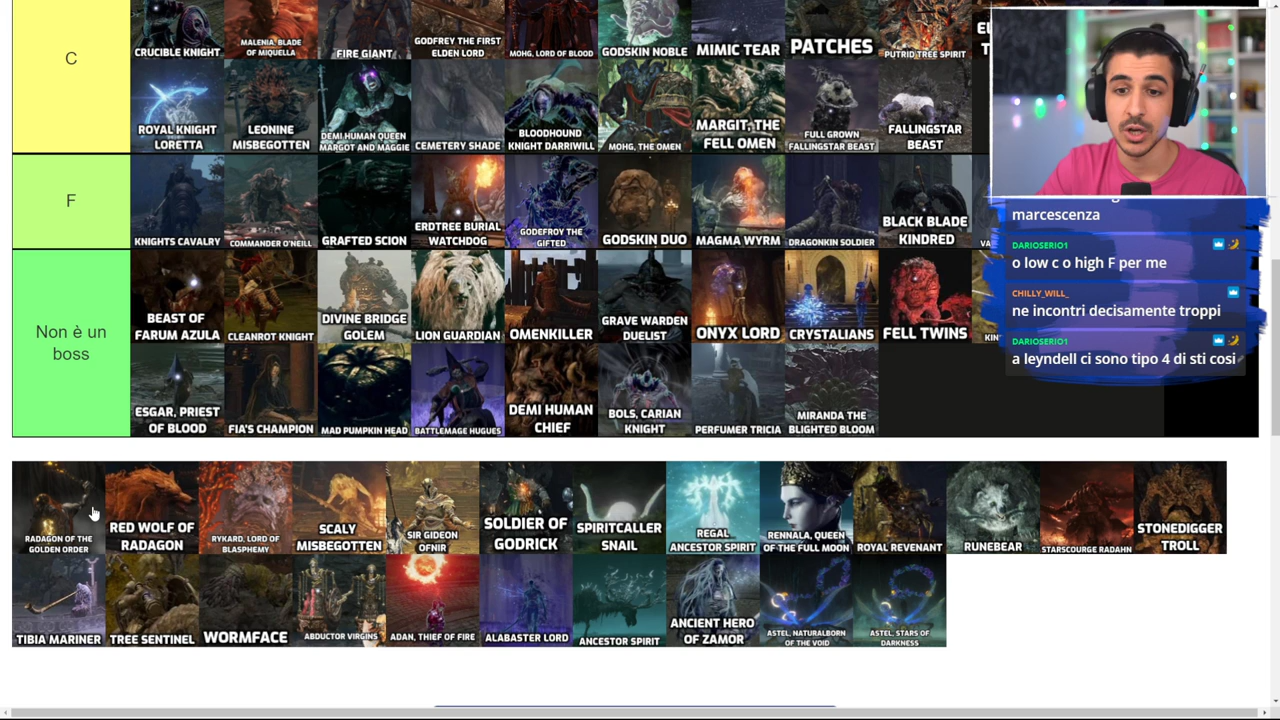 C
CRUCIBLE KNIGHT
MALENIA, BLADE
OF MIQUELLA
FIRE GIANT
GODFREY THE FIRST
ELDEN LORD
MOHG, LORD OF BLOOD
GODSKIN NOBLE
MIMIC TEAR
PATCHES
PUTRID TREE SPIRIT
ROYAL KNIGHT
LORETTA
LEONINE
MISBEGOTTEN
DEMI HUMAN QUEEN
MARGOT AND MAGGIE
CEMETERY SHADE
BLOODHOUND
KNIGHT DARRIWILL
MOHG, THE OMEN
MARGIT, THE
FELL OMEN
FULL GROWN
FALLINGSTAR BEAST
FALLINGSTAR
BEAST
F
KNIGHTS CAVALRY
COMMANDER O'NEILL
GRAFTED SCION
ERDTREE BURIAL
WATCHDOG
GODEFROY THE
GIFTED
GODSKIN DUO
MAGMA WYRM
DRAGONKIN SOLDIER
BLACK BLADE
KINDRED
Non è un
boss
BEAST OF
FARUM AZULA
CLEANROT KNIGHT
DIVINE BRIDGE
GOLEM
LION GUARDIAN
OMENKILLER
GRAVE WARDEN
DUELIST
ONYX LORD
CRYSTALIANS
FELL TWINS
ESGAR, PRIEST
OF BLOOD
FIA'S CHAMPION
MAD PUMPKIN HEAD
BATTLEMAGE HUGUES
DEMI HUMAN
CHIEF
BOLS, CARIAN
KNIGHT
PERFUMER TRICIA
MIRANDA THE
BLIGHTED BLOOM
marcescenza
DARIOSERIO1
o low c o high F per me
CHILLY_WILL_
ne incontri decisamente troppi
DARIOSERIO1
a leyndell ci sono tipo 4 di sti cosi
RADAGON OF THE
GOLDEN ORDER
RED WOLF OF
RADAGON
RYKARD, LORD OF
BLASPHEMY
SCALY
MISBEGOTTEN
SIR GIDEON
OFNIR
SOLDIER OF
GODRICK
SPIRITCALLER
SNAIL
REGAL
ANCESTOR SPIRIT
RENNALA, QUEEN
OF THE FULL MOON
ROYAL REVENANT
RUNEBEAR
STARSCOURGE RADAHN
STONEDIGGER
TROLL
TIBIA MARINER
TREE SENTINEL
WORMFACE
ABDUCTOR VIRGINS
ADAN, THIEF OF FIRE
ALABASTER LORD
ANCESTOR SPIRIT
ANCIENT HERO
OF ZAMOR
ASTEL, NATURALBORN
OF THE VOID
ASTEL, STARS OF
DARKNESS